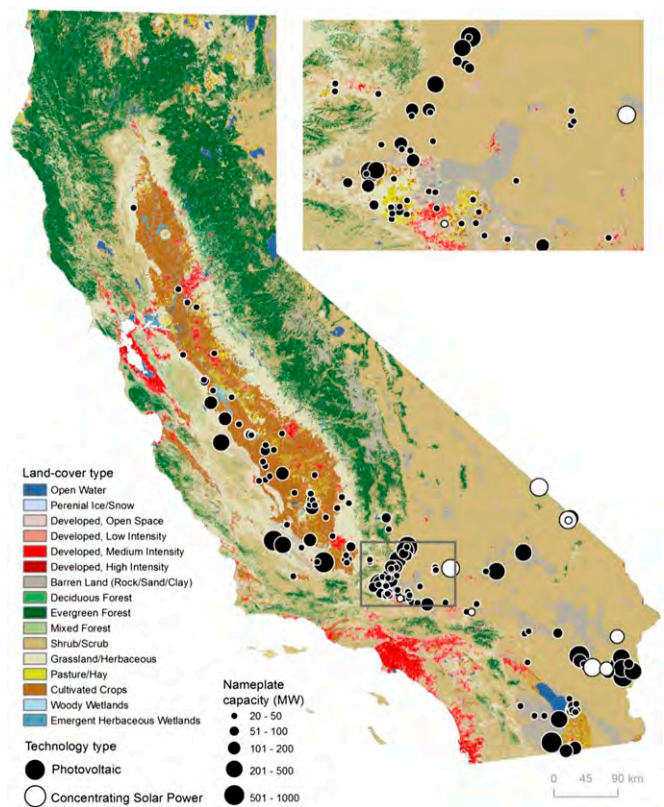 Land-cover type
Open Water
Perenial Ice/Snow
Developed, Open Space
Developed, Low Intensity
Developed, Medium Intensity
Developed, High Intensity
Barren Land (Rock/Sand/Clay)
Deciduous Forest
Evergreen Forest
Mixed Forest
Shrub/Scrub
Grassland/Herbaceous
Pasture/Hay
Cultivated Crops
Woody Wetlands
Emergent Herbaceous Wetlands
Technology type
Photovoltaic
Concentrating Solar Power
Nameplate
capacity (MW)
20 - 50
51 - 100
101 - 200
201 - 500
501 - 1000
0 45 90 km